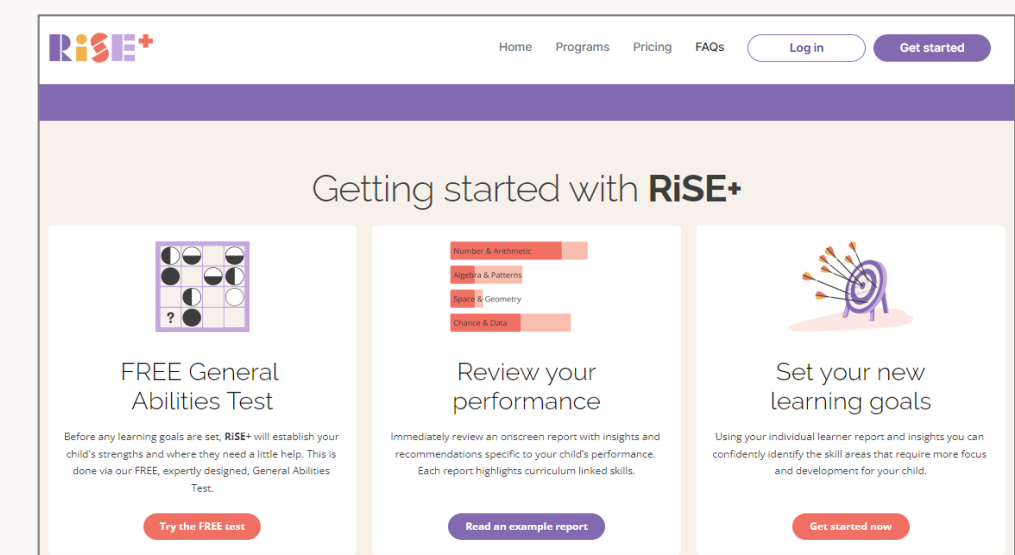 RiSE+
Home Programs Pricing FAQs Log in Get started
Getting started with RiSE+
?
FREE General
Abilities Test
Before any learning goals are set, RiSE+ will establish your
child's strengths and where they need a little help. This is
done via our FREE, expertly designed, General Abilities
Test.
Try the FREE test
Number & Arithmetic
Algebra & Patterns
Space & Geometry
Chance & Data
Review your
performance
Immediately review an onscreen report with insights and
recommendations specific to your child's performance.
Each report highlights curriculum linked skills.
Read an example report
Set your new
learning goals
Using your individual learner report and insights you can
confidently identify the skill areas that require more focus
and development for your child.
Get started now